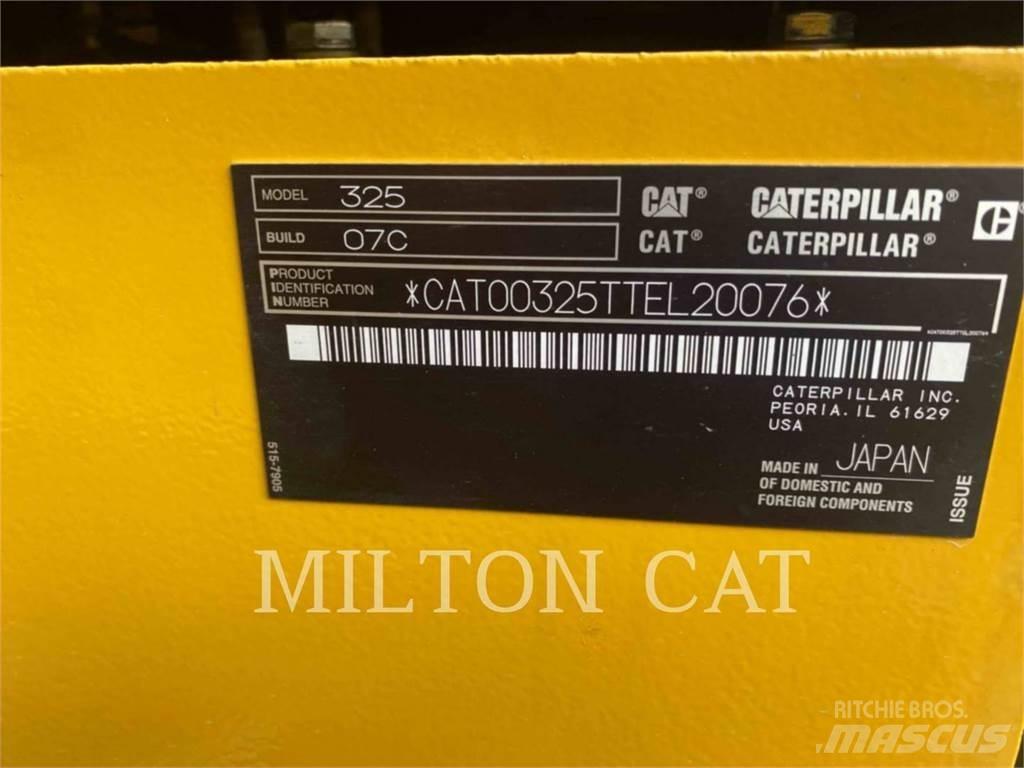 MODEL 325
BUILD 07C
CAT® CATERPILLAR®
CAT® CATERPILLAR®
PRODUCT
IDENTIFICATION
NUMBER
*CAT00325TTEL20076*
CATERPILLAR INC.
PEORIA. IL 61629
USA
MADE IN JAPAN
OF DOMESTIC AND
FOREIGN COMPONENTS
515-7905
ISSUE
MILTON CAT
RITCHIE BROS.
MASCUS